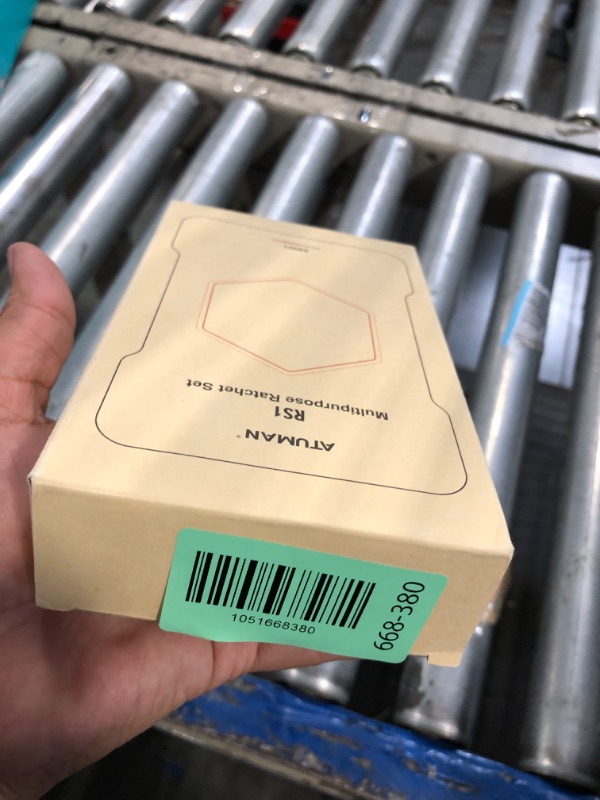 ATUMAN
RS1
Multipurpose Ratchet Set
1051668380
668-380